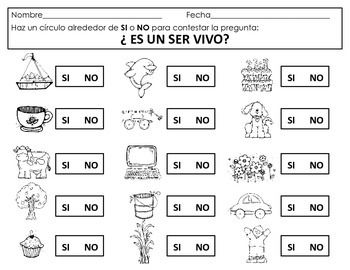 Nombre____________________ Fecha____________________
Haz un círculo alrededor de SI o NO para contestar la pregunta:
¿ ES UN SER VIVO?
SI NO SI NO SI NO
SI NO SI NO SI NO
SI NO SI NO SI NO
SI NO SI NO SI NO
SI NO SI NO SI NO